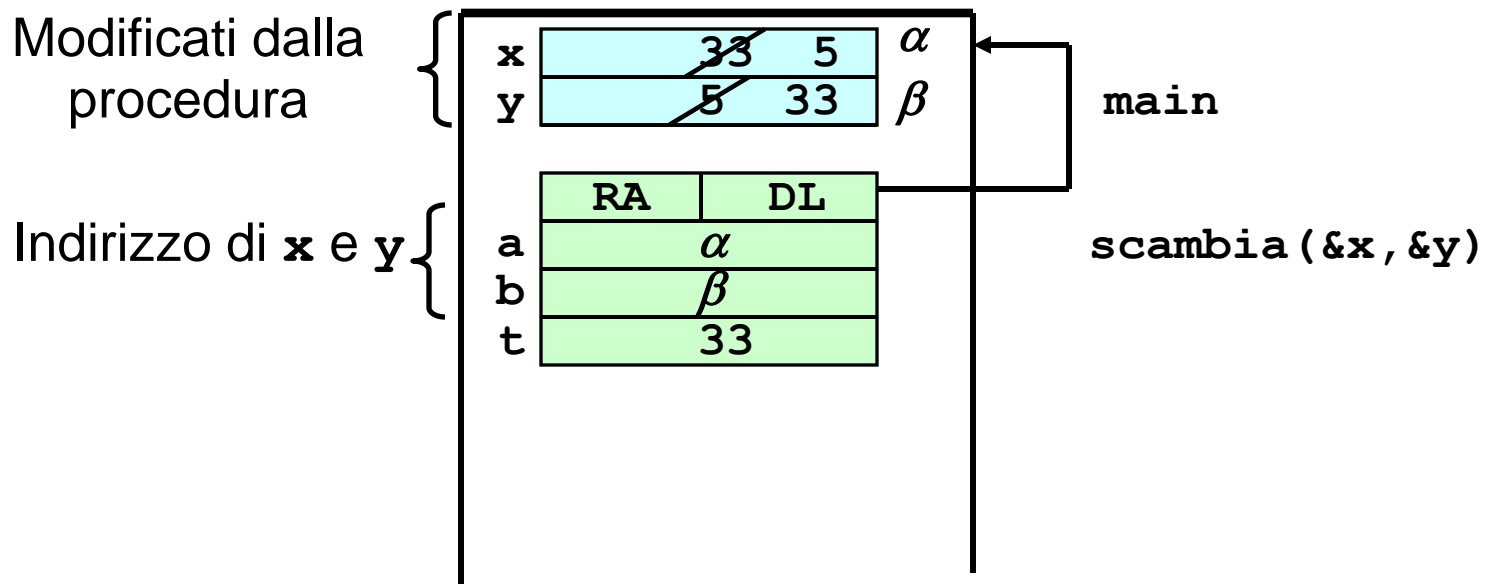 Modificati dalla
procedura
x 33 5 α
y 5 33 β
main
RA DL
Indirizzo di x e y
a α
b β
t 33
scambia(&x,&y)